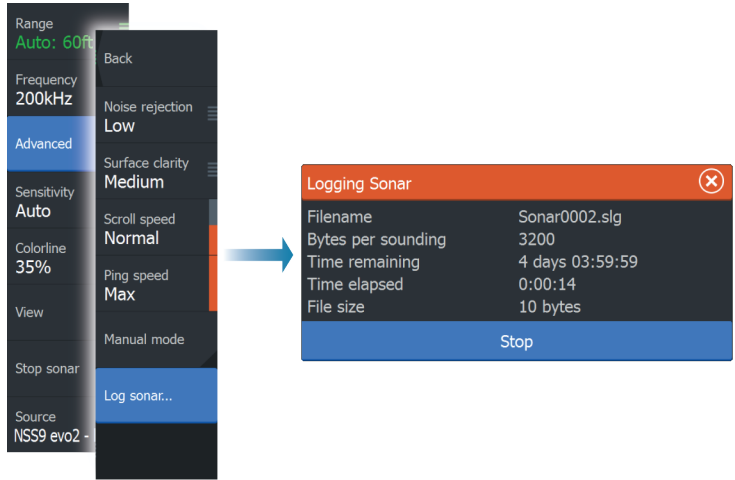 Range
Auto: 60ft
Frequency
200kHz
Advanced
Sensitivity
Auto
Colorline
35%
View
Stop sonar
Source
NSS9 evo2 -
Back
Noise rejection
Low
Surface clarity
Medium
Scroll speed
Normal
Ping speed
Max
Manual mode
Log sonar...
Logging Sonar
Filename Sonar0002.slg
Bytes per sounding 3200
Time remaining 4 days 03:59:59
Time elapsed 0:00:14
File size 10 bytes
Stop